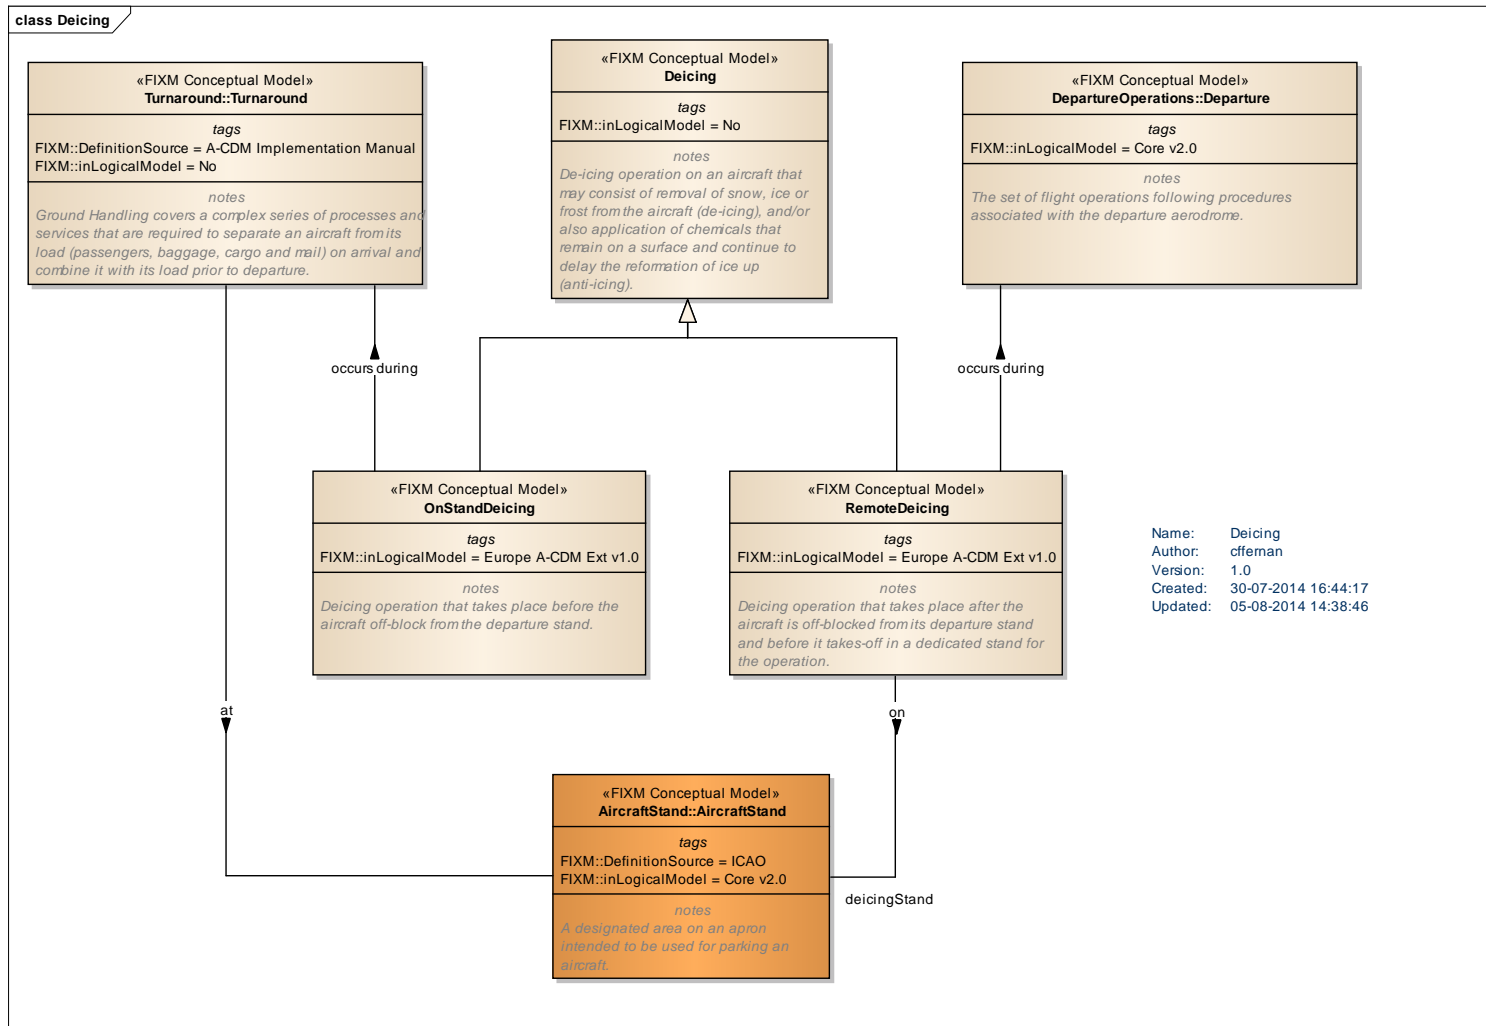 class Deicing
«FIXM Conceptual Model»
Turnaround::Turnaround
tags
FIXM::DefinitionSource = A-CDM Implementation Manual
FIXM::inLogicalModel = No
notes
Ground Handling covers a complex series of processes and
services that are required to separate an aircraft from its
load (passengers, baggage, cargo and mail) on arrival and
combine it with its load prior to departure.
«FIXM Conceptual Model»
Deicing
tags
FIXM::inLogicalModel = No
notes
De-icing operation on an aircraft that
may consist of removal of snow, ice or
frost from the aircraft (de-icing), and/or
also application of chemicals that
remain on a surface and continue to
delay the reformation of ice up
(anti-icing).
«FIXM Conceptual Model»
DepartureOperations::Departure
tags
FIXM::inLogicalModel = Core v2.0
notes
The set of flight operations following procedures
associated with the departure aerodrome.
occurs during
occurs during
«FIXM Conceptual Model»
OnStandDeicing
tags
FIXM::inLogicalModel = Europe A-CDM Ext v1.0
notes
Deicing operation that takes place before the
aircraft off-block from the departure stand.
«FIXM Conceptual Model»
RemoteDeicing
tags
FIXM::inLogicalModel = Europe A-CDM Ext v1.0
notes
Deicing operation that takes place after the
aircraft is off-blocked from its departure stand
and before it takes-off in a dedicated stand for
the operation.
Name: Deicing
Author: cffernan
Version: 1.0
Created: 30-07-2014 16:44:17
Updated: 05-08-2014 14:38:46
at
on
«FIXM Conceptual Model»
AircraftStand::AircraftStand
tags
FIXM::DefinitionSource = ICAO
FIXM::inLogicalModel = Core v2.0
notes
A designated area on an apron
intended to be used for parking an
aircraft.
deicingStand